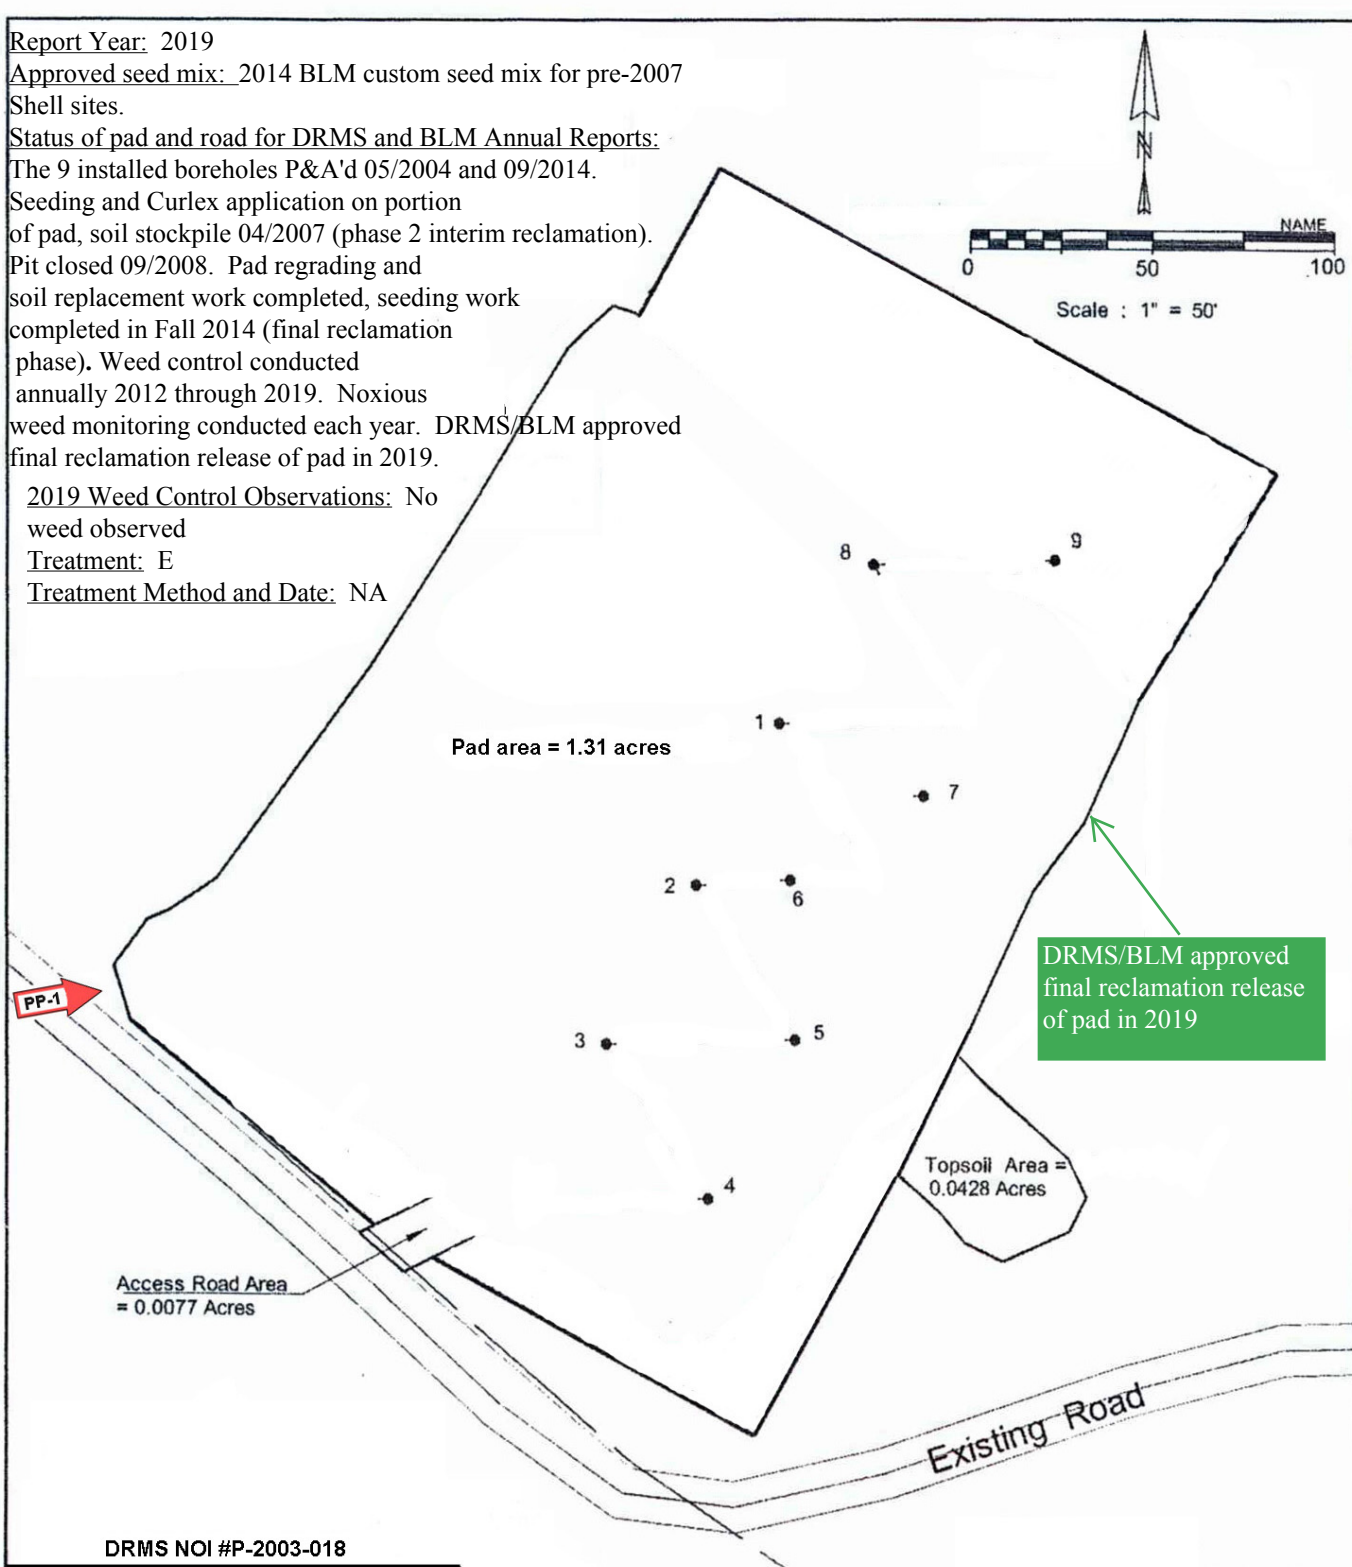 Report Year: 2019
Approved seed mix: 2014 BLM custom seed mix for pre-2007
Shell sites.
Status of pad and road for DRMS and BLM Annual Reports:
The 9 installed boreholes P&A'd 05/2004 and 09/2014.
Seeding and Curlex application on portion
of pad, soil stockpile 04/2007 (phase 2 interim reclamation).
Pit closed 09/2008. Pad regrading and
soil replacement work completed, seeding work
completed in Fall 2014 (final reclamation
phase). Weed control conducted
annually 2012 through 2019. Noxious
weed monitoring conducted each year. DRMS/BLM approved
final reclamation release of pad in 2019.
2019 Weed Control Observations: No
weed observed
Treatment: E
Treatment Method and Date: NA
N
NAME
0 50 100
Scale : 1" = 50'
8
9
1
Pad area = 1.31 acres
7
2
6
DRMS/BLM approved
final reclamation release
of pad in 2019
PP-1
3
5
4
Topsoil Area =
0.0428 Acres
Access Road Area
= 0.0077 Acres
Existing Road
DRMS NOI #P-2003-018